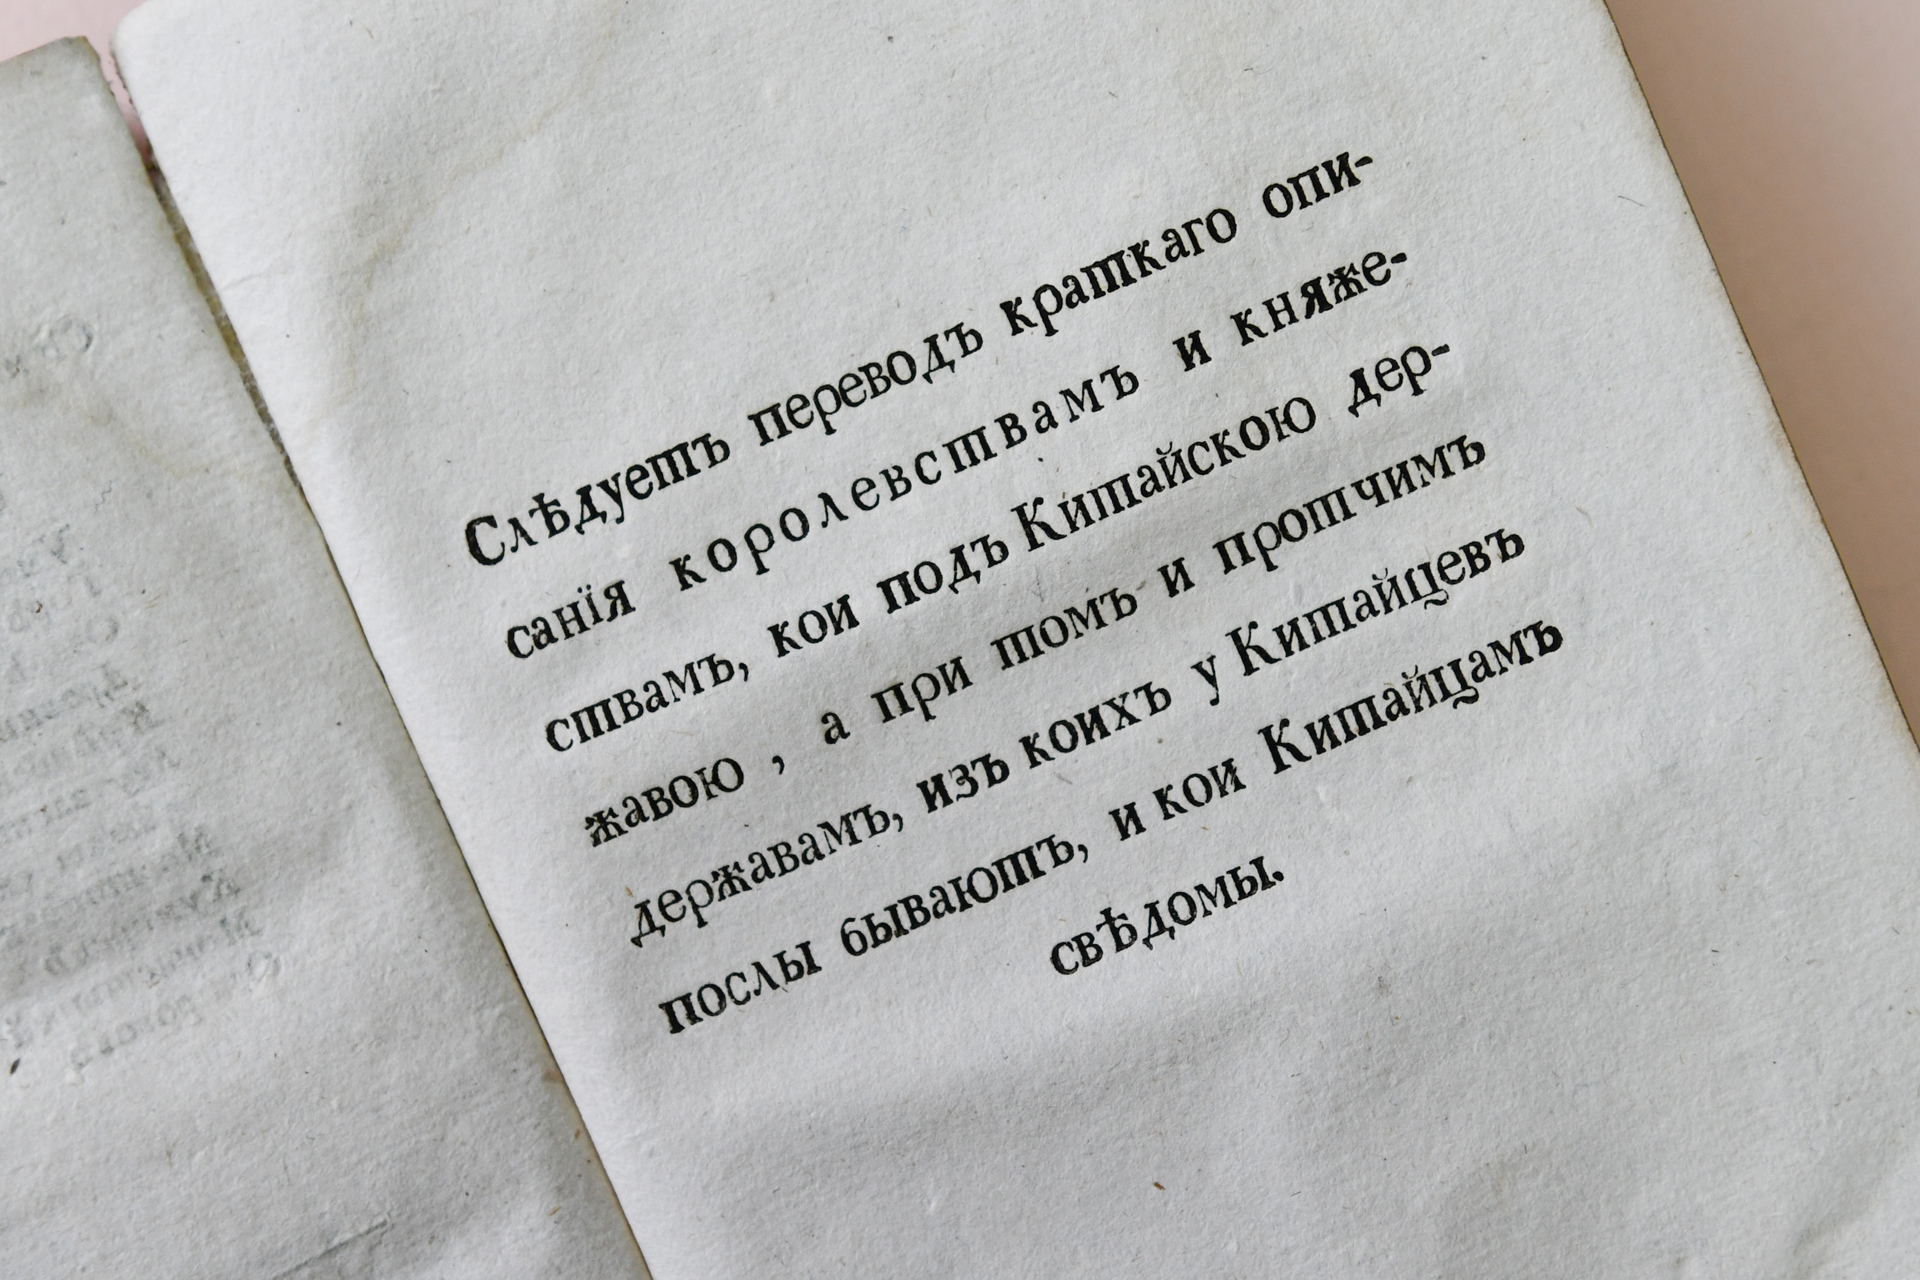 Слѣдуетъ переводъ краткаго опи-
санїя королевствамъ и княже-
ствамъ, кои подъ Китайскою дер-
жавою, а при томъ и протчимъ
державамъ, изъ коихъ у Китайцевъ
послы бываютъ, и кои Китайцамъ
свѣдомы.